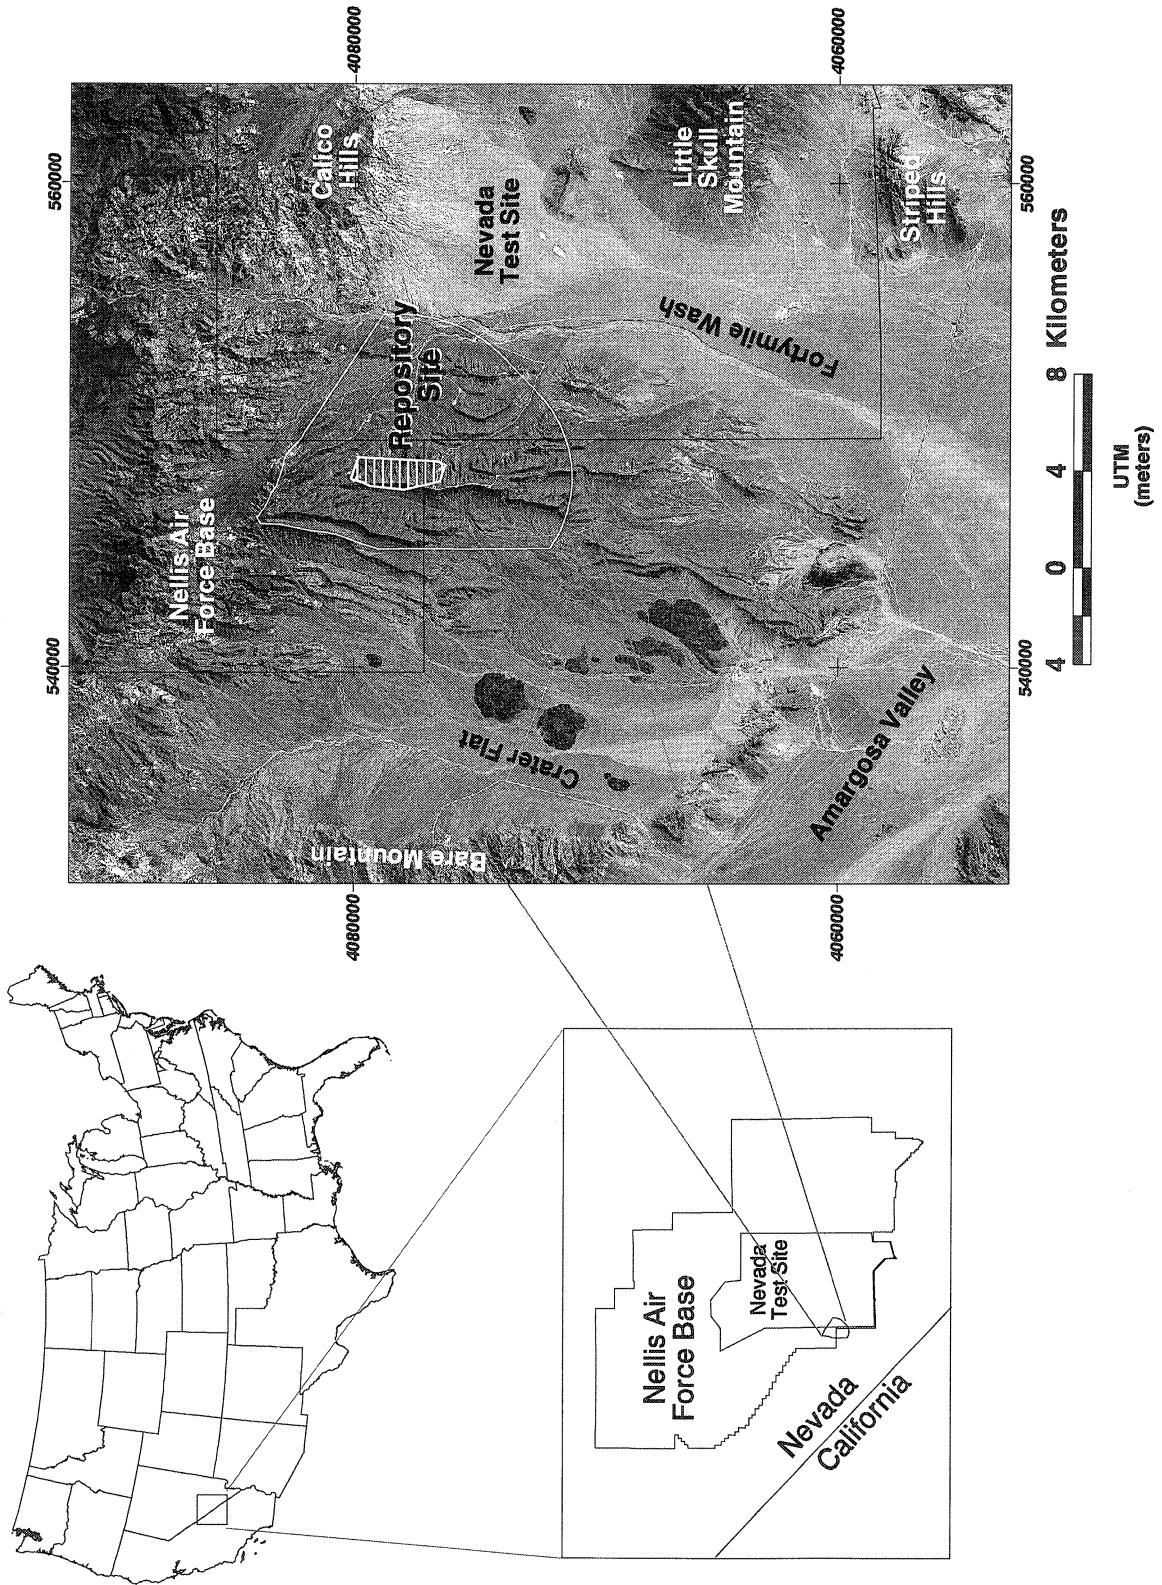 560000
540000
4080000
4060000
Nellis Air
Force Base
Calico
Hills
Repository
Site
Nevada
Test Site
Little
Skull
Mountain
Striped
Hills
Fortymile Wash
Crater Flat
Bare Mountain
Amargosa Valley
4080000
4060000
560000
540000
4 0 4 8 Kilometers
UTM
(meters)
Nellis Air
Force Base
Nevada
Test Site
Nevada
California